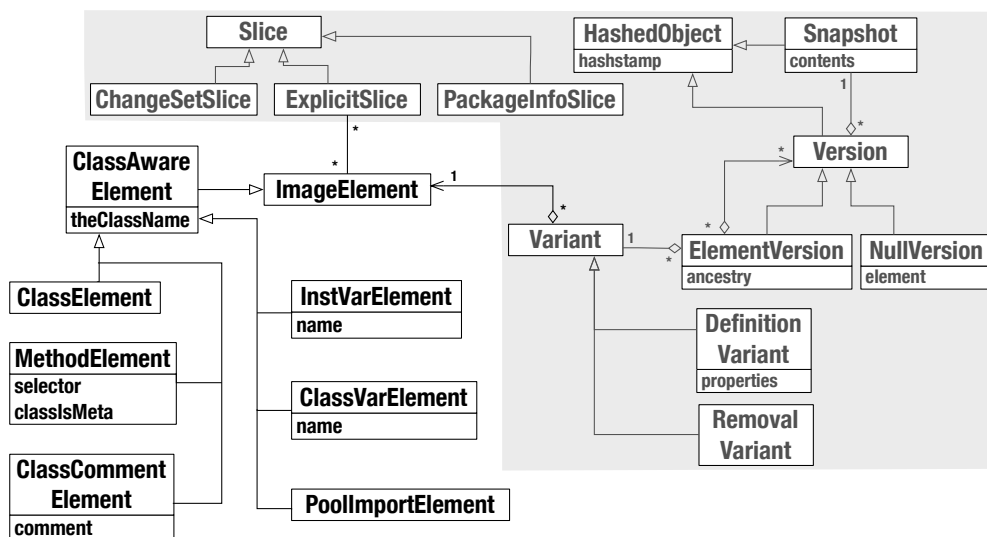 Slice
HashedObject
hashstamp
Snapshot
contents
ChangeSetSlice
ExplicitSlice
PackageInfoSlice
1
*
*
*
Version
ClassAware
Element
theClassName
*
ImageElement
1
*
*
Variant
1
*
ElementVersion
ancestry
NullVersion
element
ClassElement
InstVarElement
name
Definition
Variant
properties
MethodElement
selector
classIsMeta
ClassVarElement
name
Removal
Variant
ClassComment
Element
comment
PoolImportElement